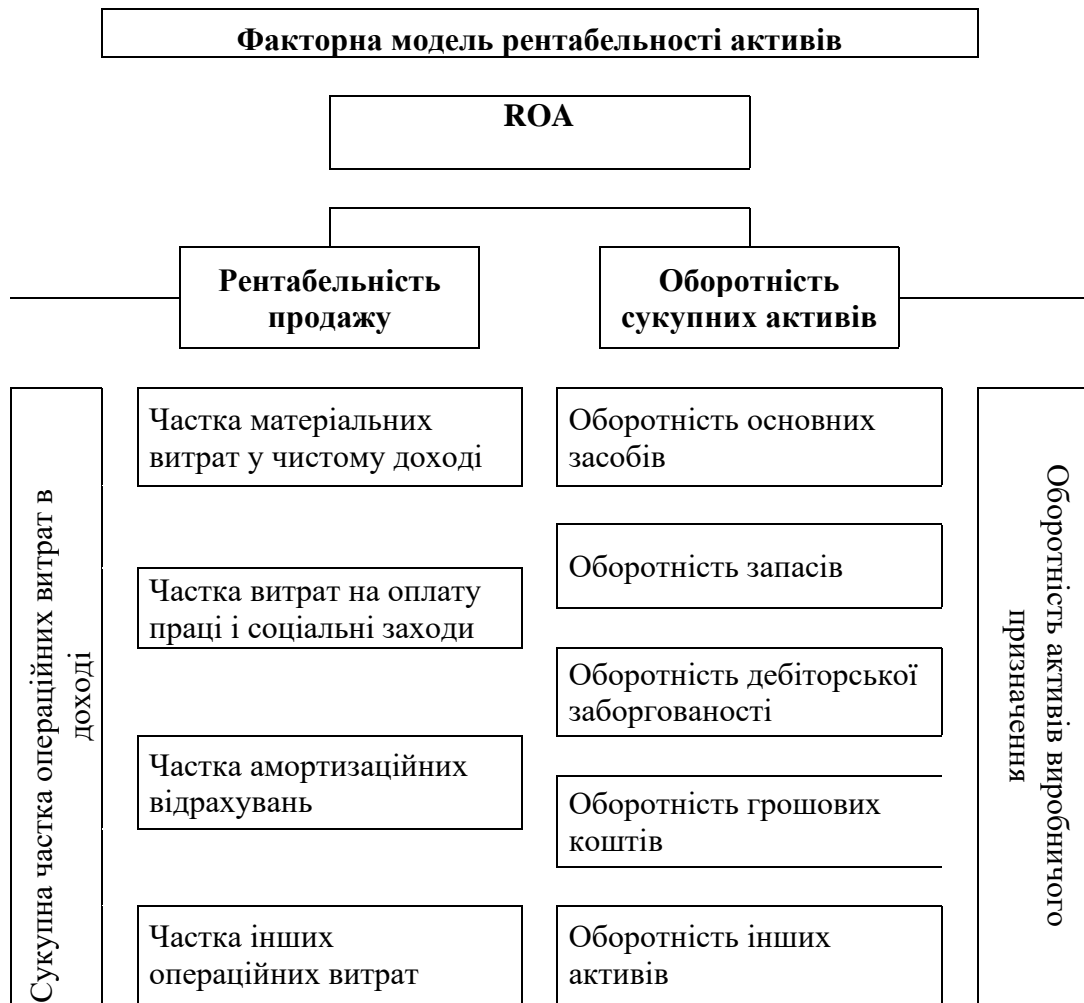 Факторна модель рентабельності активів
ROA
Рентабельність
продажу
Оборотність
сукупних активів
Сукупна частка операційних витрат в
доході
Частка матеріальних
витрат у чистому доході
Частка витрат на оплату
праці і соціальні заходи
Частка амортизаційних
відрахувань
Частка інших
операційних витрат
Оборотність основних
засобів
Оборотність запасів
Оборотність дебіторської
заборгованості
Оборотність грошових
коштів
Оборотність інших
активів
Оборотність активів виробничого
призначення